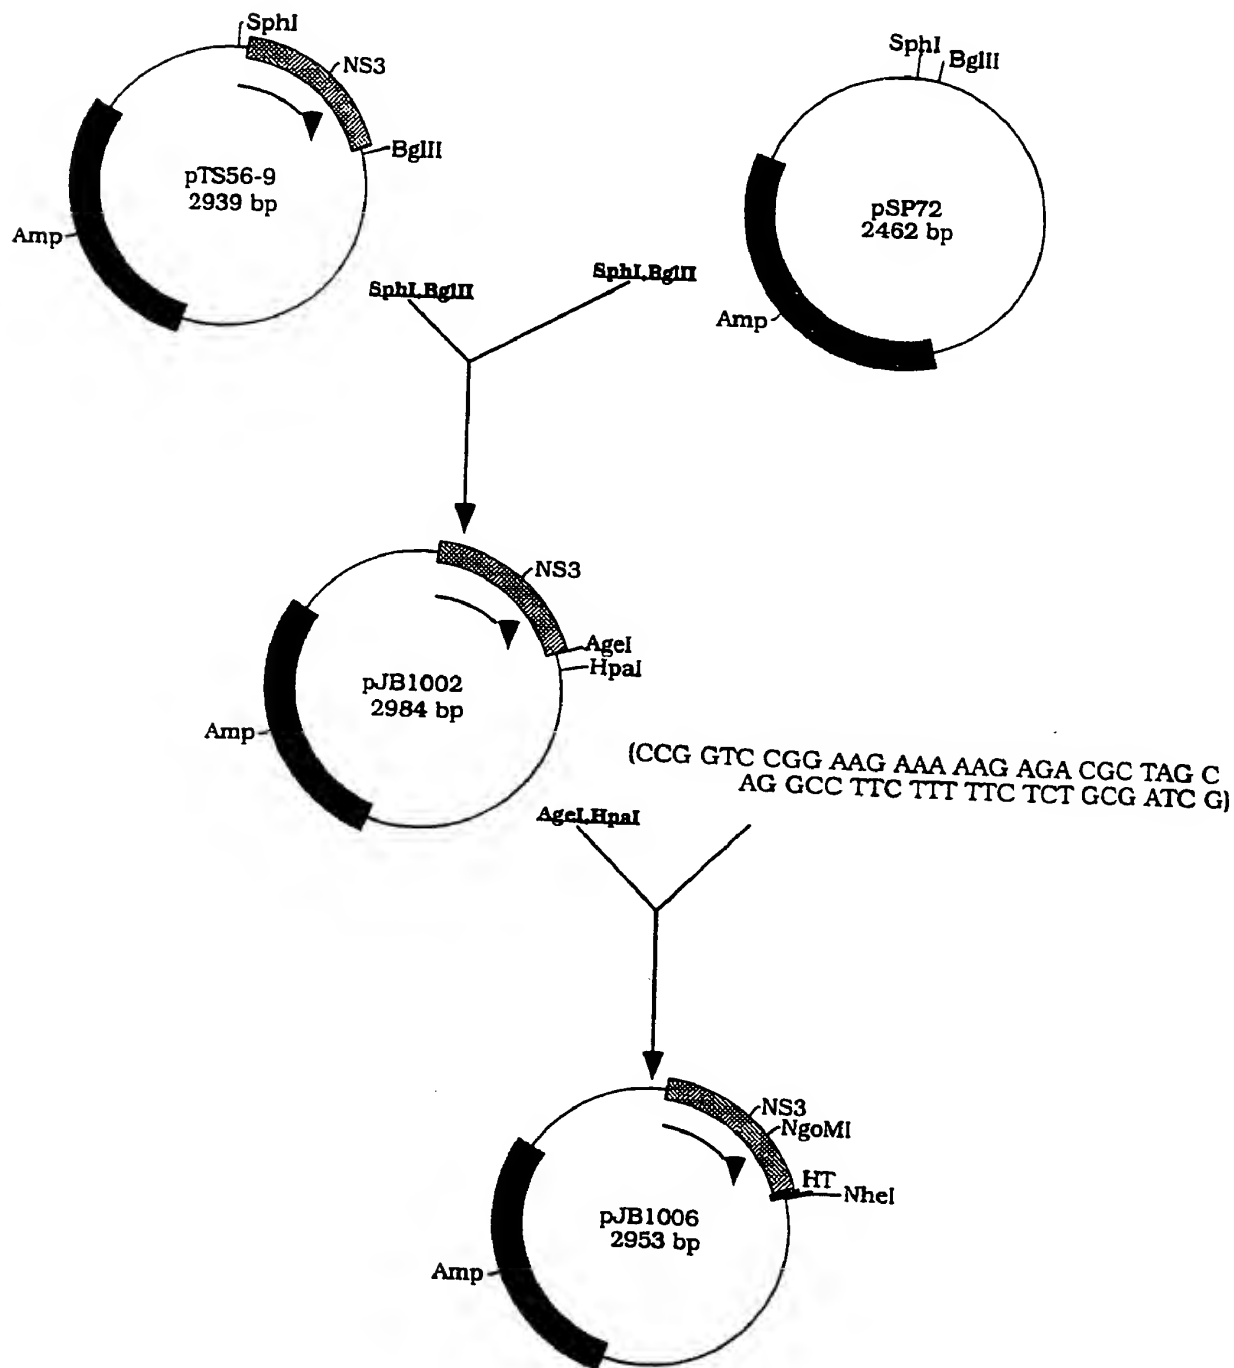 SphI
NS3
BglII
pTS56-9
2939 bp
Amp
SphI
BglII
pSP72
2462 bp
Amp
SphI,BglII
SphI,BglII
NS3
AgeI
HpaI
pJB1002
2984 bp
Amp
(CCG GTC CGG AAG AAA AAG AGA CGC TAG C
AG GCC TTC TTT TTC TCT GCG ATC G)
AgeI,HpaI
NS3
NgoMI
HT
NheI
pJB1006
2953 bp
Amp